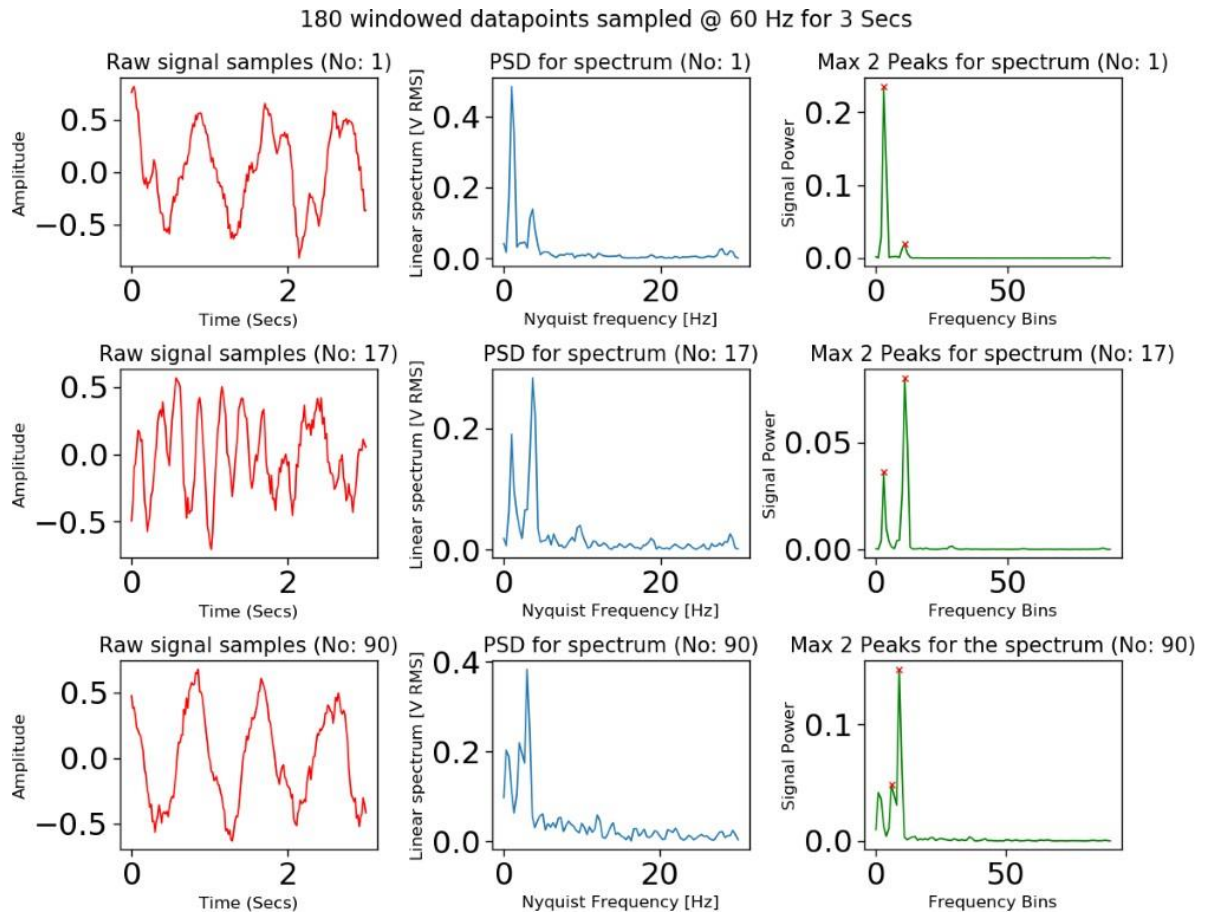 180 windowed datapoints sampled @ 60 Hz for 3 Secs
Raw signal samples (No: 1)
Amplitude
0.5
0.0
−0.5
0
2
Time (Secs)
PSD for spectrum (No: 1)
Linear spectrum [V RMS]
0.4
0.2
0.0
0
20
Nyquist frequency [Hz]
Max 2 Peaks for spectrum (No: 1)
Signal Power
0.2
0.1
0.0
0
50
Frequency Bins
Raw signal samples (No: 17)
Amplitude
0.5
0.0
−0.5
0
2
Time (Secs)
PSD for spectrum (No: 17)
Linear spectrum [V RMS]
0.2
0.0
0
20
Nyquist Frequency [Hz]
Max 2 Peaks for spectrum (No: 17)
Signal Power
0.05
0.00
0
50
Frequency Bins
Raw signal samples (No: 90)
Amplitude
0.5
0.0
−0.5
0
2
Time (Secs)
PSD for spectrum (No: 90)
Linear spectrum [V RMS]
0.4
0.2
0.0
0
20
Nyquist Frequency [Hz]
Max 2 Peaks for the spectrum (No: 90)
Signal Power
0.1
0.0
0
50
Frequency Bins